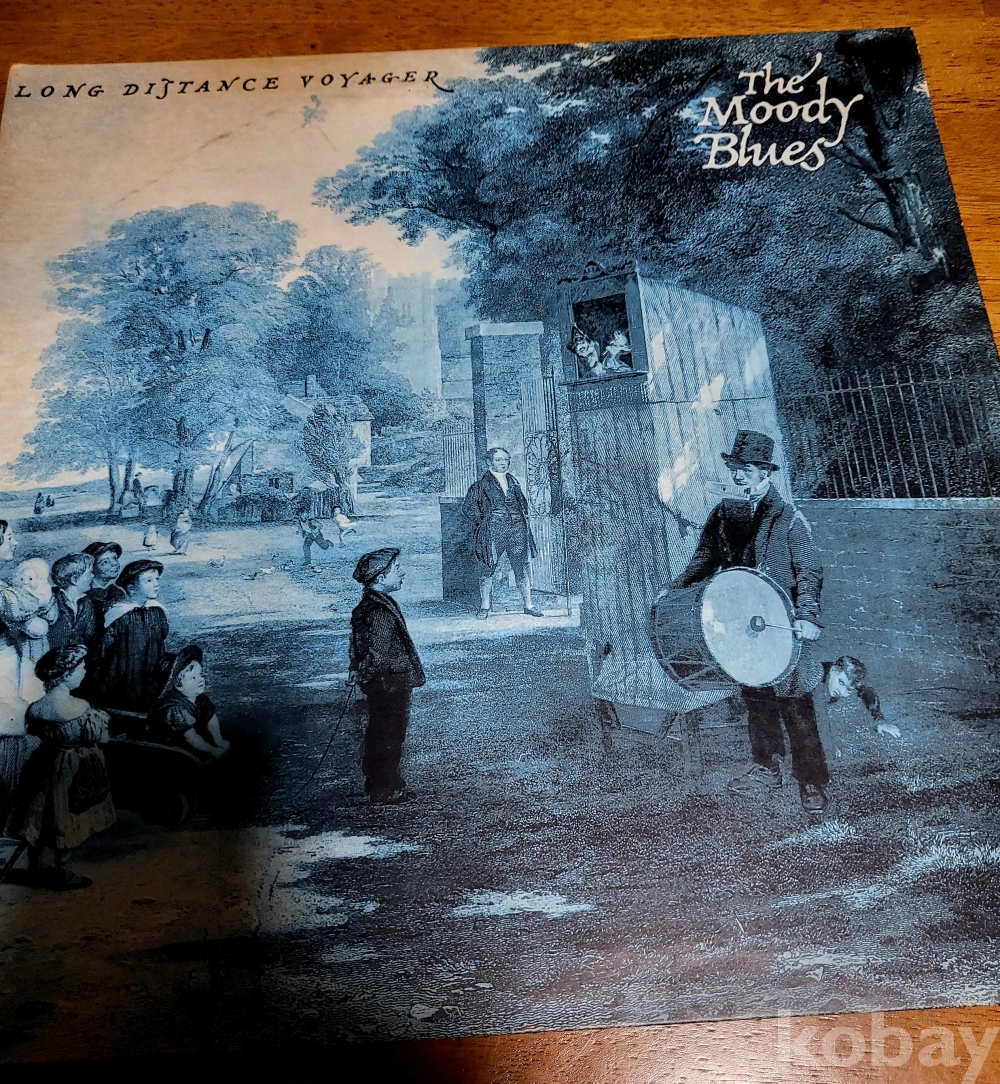 LONG DISTANCE VOYAGER
The
Moody
Blues
kobay